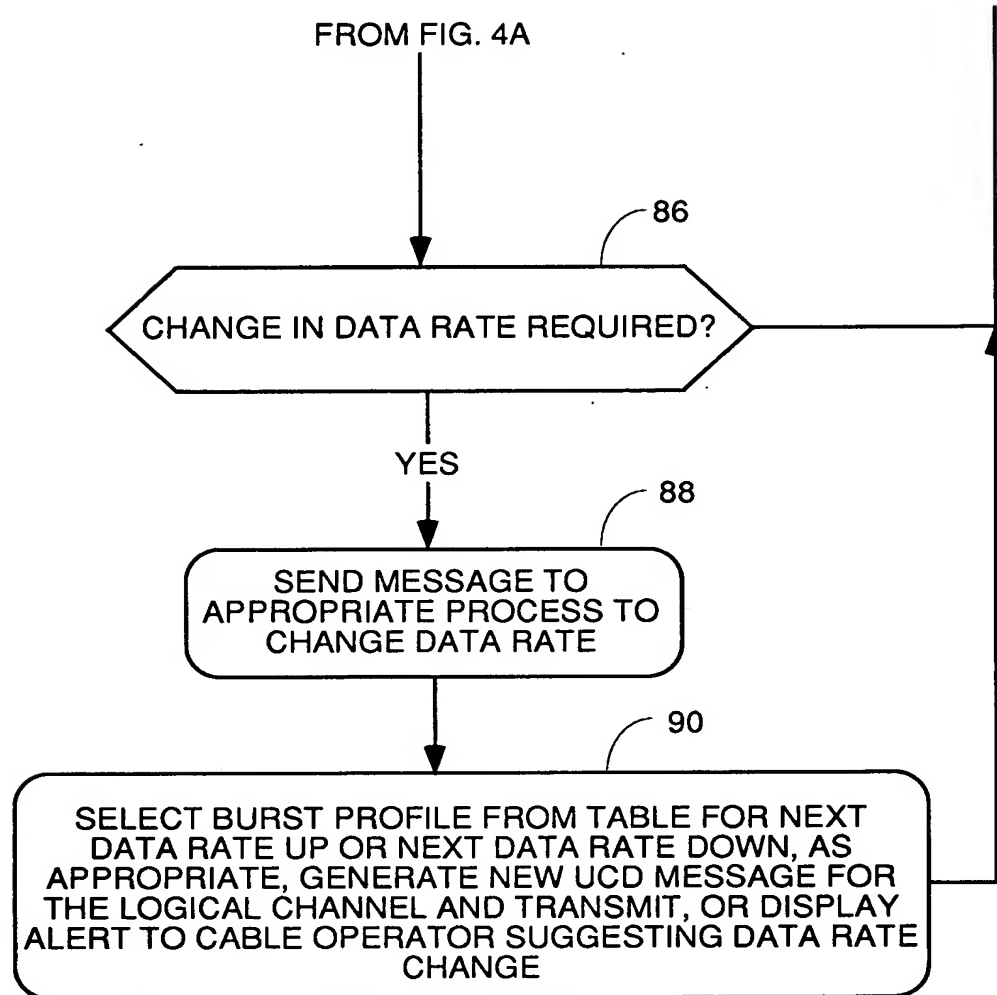 FROM FIG. 4A
86
CHANGE IN DATA RATE REQUIRED?
YES
88
SEND MESSAGE TO
APPROPRIATE PROCESS TO
CHANGE DATA RATE
90
SELECT BURST PROFILE FROM TABLE FOR NEXT
DATA RATE UP OR NEXT DATA RATE DOWN, AS
APPROPRIATE, GENERATE NEW UCD MESSAGE FOR
THE LOGICAL CHANNEL AND TRANSMIT, OR DISPLAY
ALERT TO CABLE OPERATOR SUGGESTING DATA RATE
CHANGE